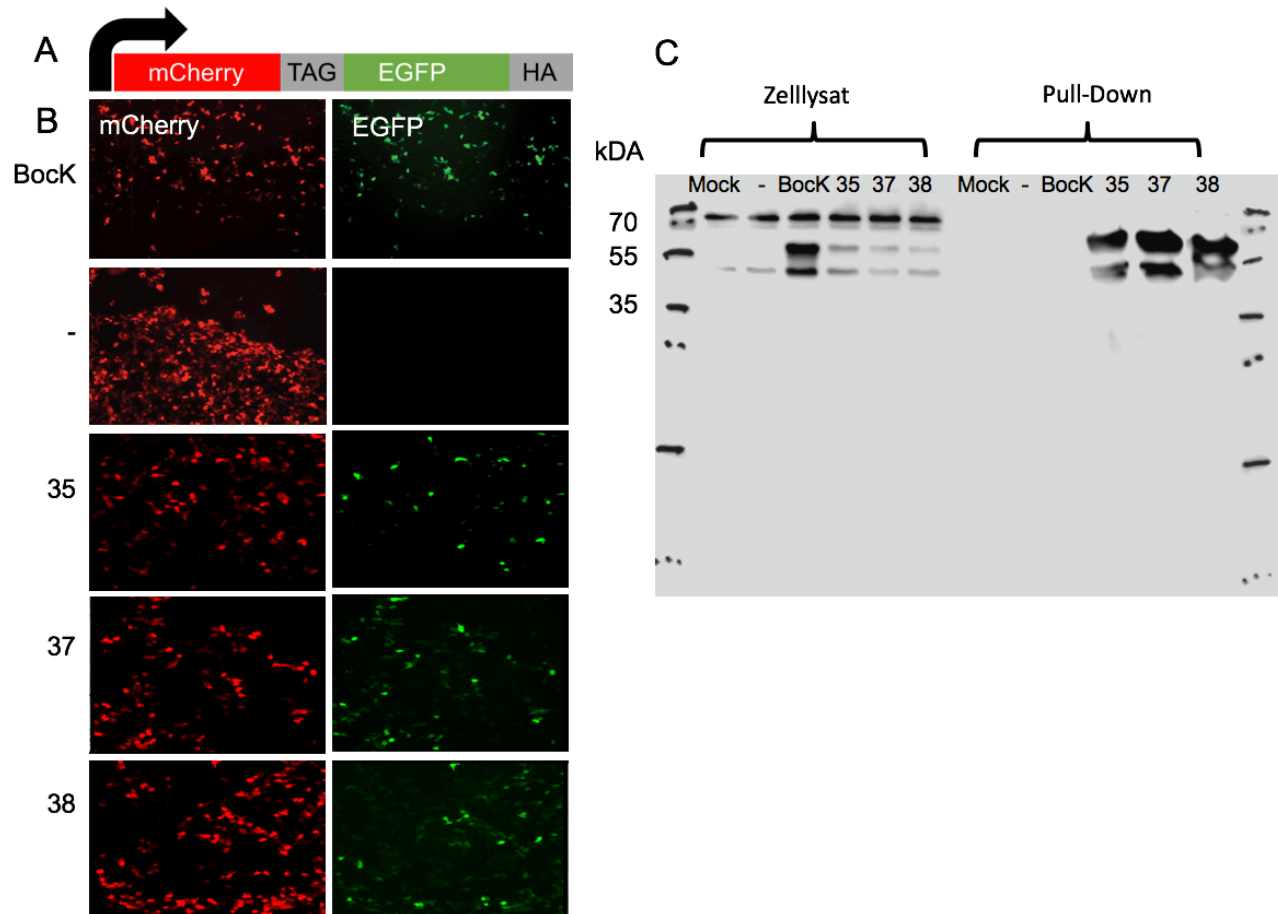 A
mCherry TAG EGFP HA
B
mCherry EGFP
BocK
-
35
37
38
C
Zelllysat Pull-Down
kDA
Mock - BocK 35 37 38 Mock - BocK 35 37 38
70
55
35